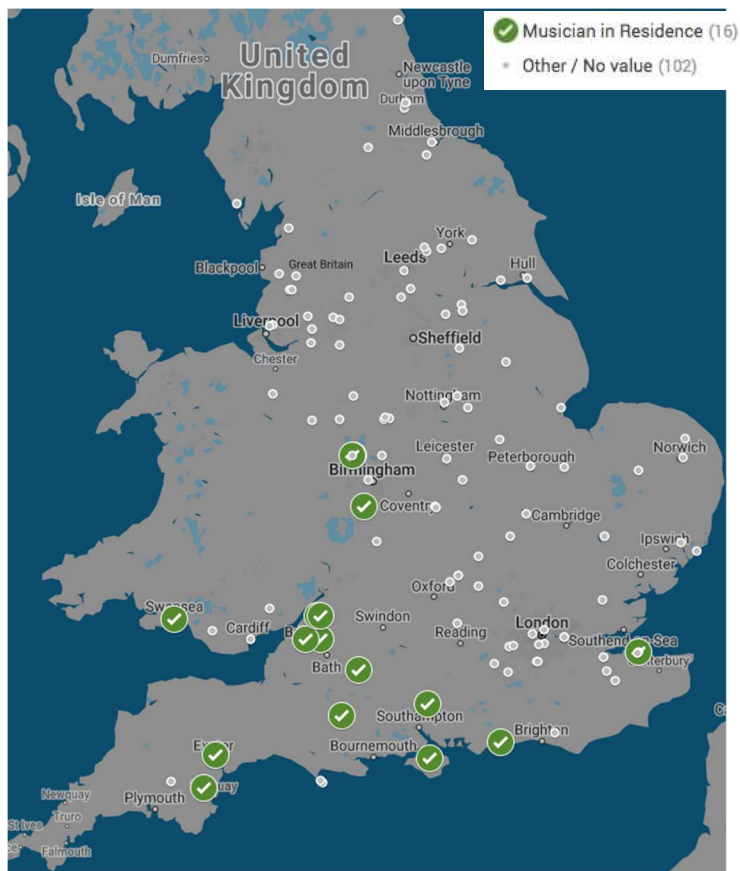 Musician in Residence (16)
Other / No value (102)
United
Kingdom
Dumfries
Newcastle
upon Tyne
Durham
Middlesbrough
Isle of Man
York
Leeds
Blackpool
Great Britain
Hull
Liverpool
Sheffield
Chester
Nottingham
Leicester
Peterborough
Norwich
Birmingham
Coventry
Cambridge
Ipswich
Colchester
Oxford
Swansea
Cardiff
Swindon
London
Reading
Southend-on-Sea
Bath
Southampton
Brighton
Bournemouth
Plymouth
Newquay
Truro
St Ives
Falmouth